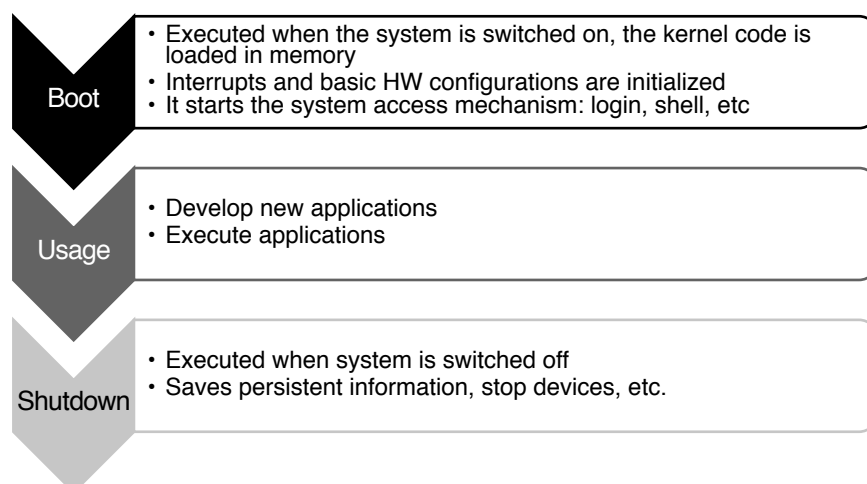 Boot
• Executed when the system is switched on, the kernel code is
loaded in memory
• Interrupts and basic HW configurations are initialized
• It starts the system access mechanism: login, shell, etc
Usage
• Develop new applications
• Execute applications
Shutdown
• Executed when system is switched off
• Saves persistent information, stop devices, etc.